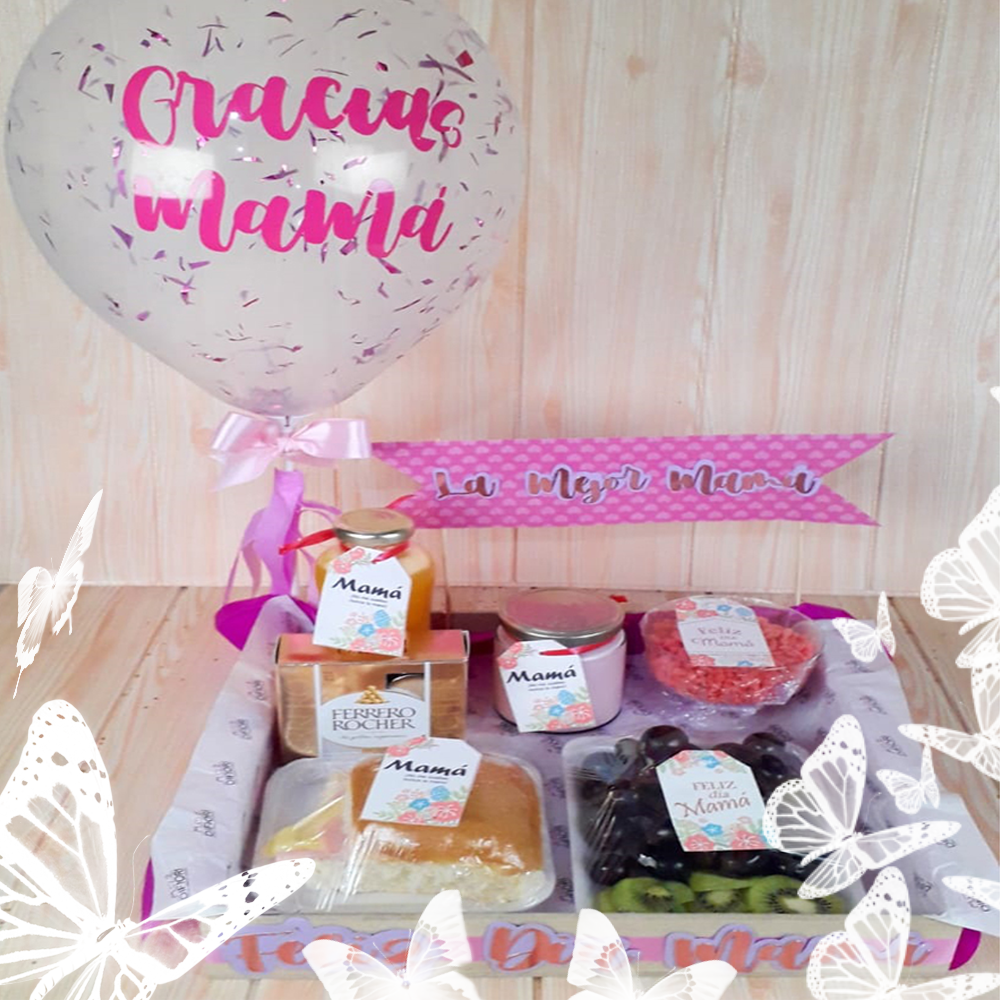 Gracias
Mamá
La Mejor Mamá
Mamá
Feliz
día
Mamá
Mamá
FERRERO
ROCHER
Mamá
FELIZ
día
Mamá
Feliz Día Mamá